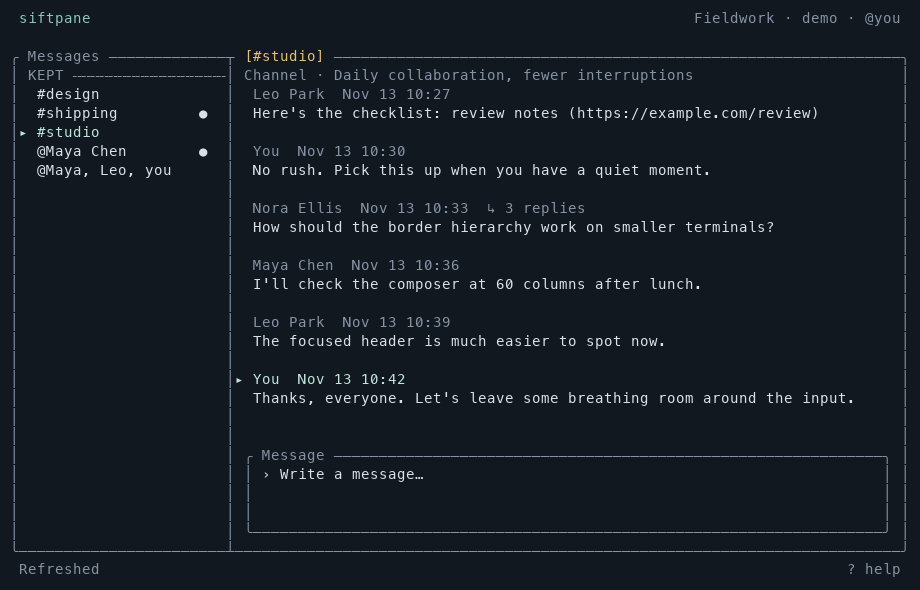 siftpane
Fieldwork · demo · @you
Messages
[#studio]
KEPT
Channel · Daily collaboration, fewer interruptions
#design
#shipping ●
▸ #studio
@Maya Chen ●
@Maya, Leo, you
Leo Park  Nov 13 10:27
Here's the checklist: review notes (https://example.com/review)
You  Nov 13 10:30
No rush. Pick this up when you have a quiet moment.
Nora Ellis  Nov 13 10:33  ↳ 3 replies
How should the border hierarchy work on smaller terminals?
Maya Chen  Nov 13 10:36
I'll check the composer at 60 columns after lunch.
Leo Park  Nov 13 10:39
The focused header is much easier to spot now.
▸ You  Nov 13 10:42
Thanks, everyone. Let's leave some breathing room around the input.
Message
› Write a message…
Refreshed
? help